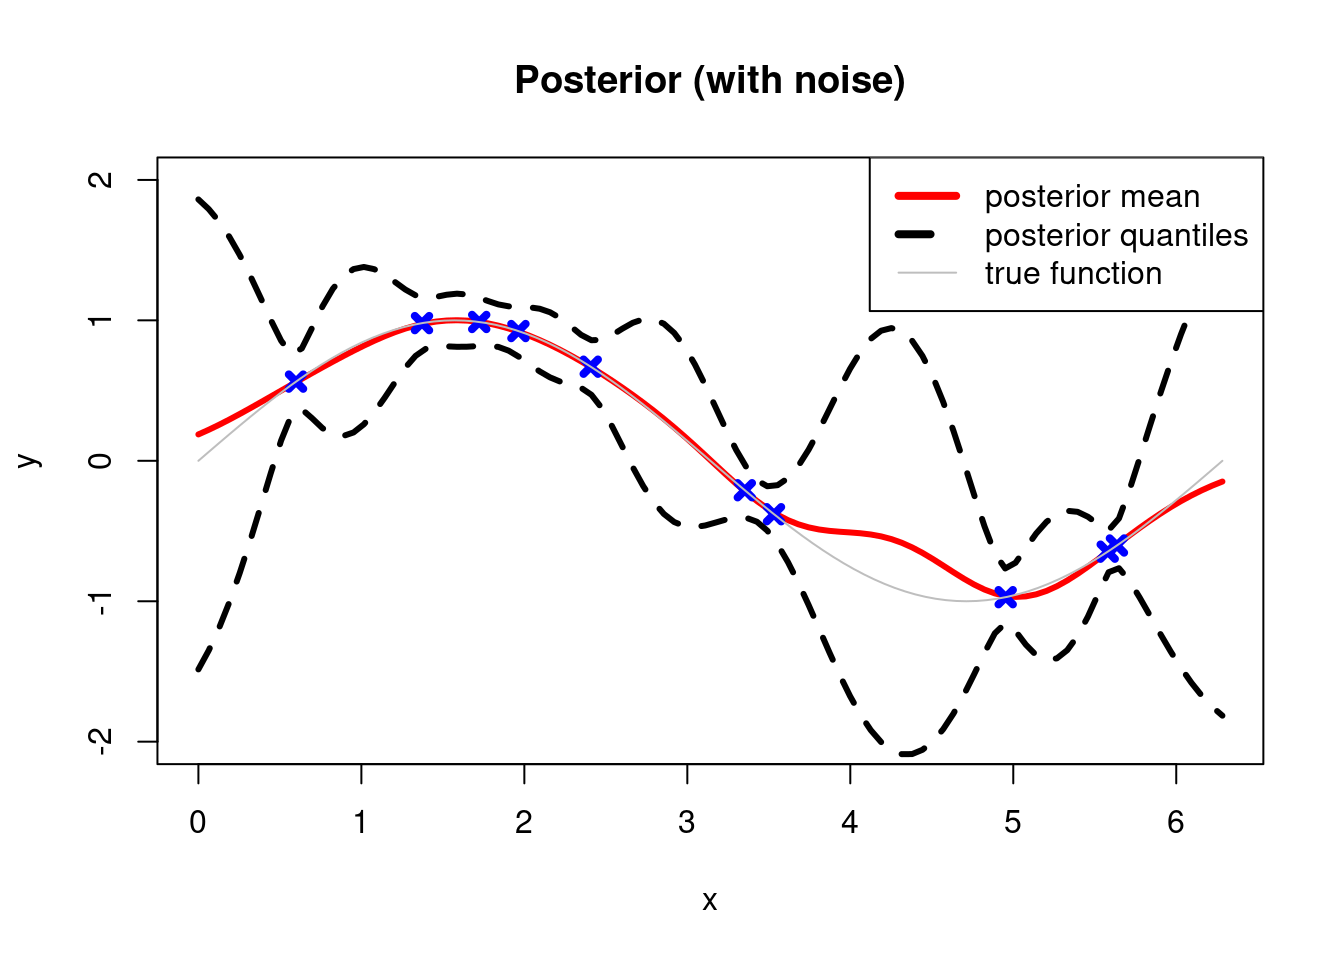 Posterior (with noise)
posterior mean
posterior quantiles
true function
y
2
1
0
-1
-2
0 1 2 3 4 5 6
x